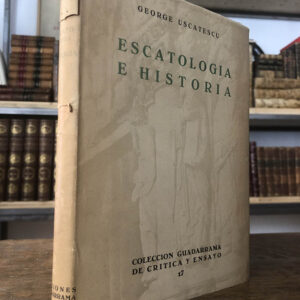 GEORGE USCATESCU
ESCATOLOGIA
E HISTORIA
COLECCION GUADARRAMA
DE CRITICA Y ENSAYO
17